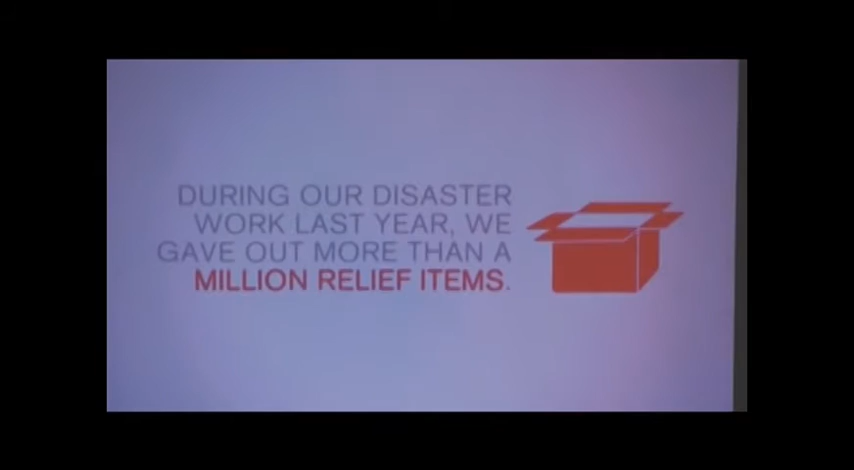 DURING OUR DISASTER
WORK LAST YEAR, WE
GAVE OUT MORE THAN A
MILLION RELIEF ITEMS.